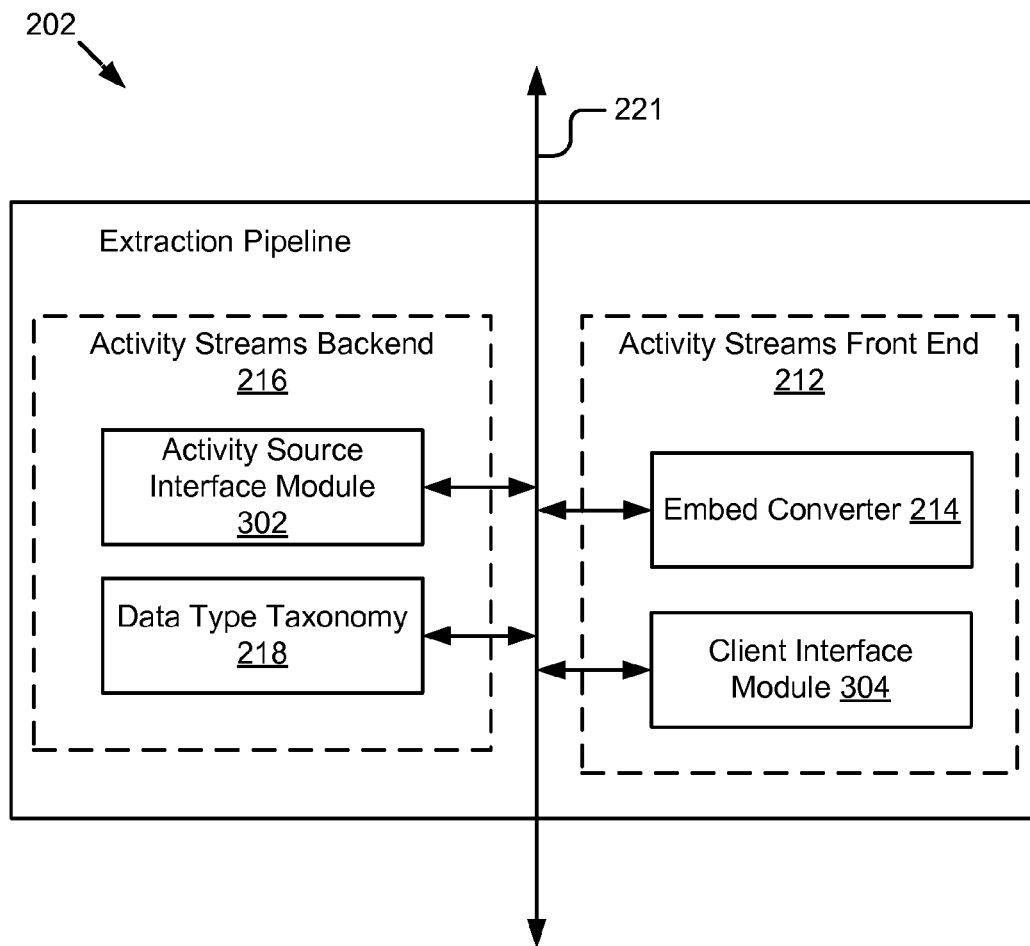 202
221
Extraction Pipeline
Activity Streams Backend
216
Activity Source
Interface Module
302
Data Type Taxonomy
218
Activity Streams Front End
212
Embed Converter 214
Client Interface
Module 304